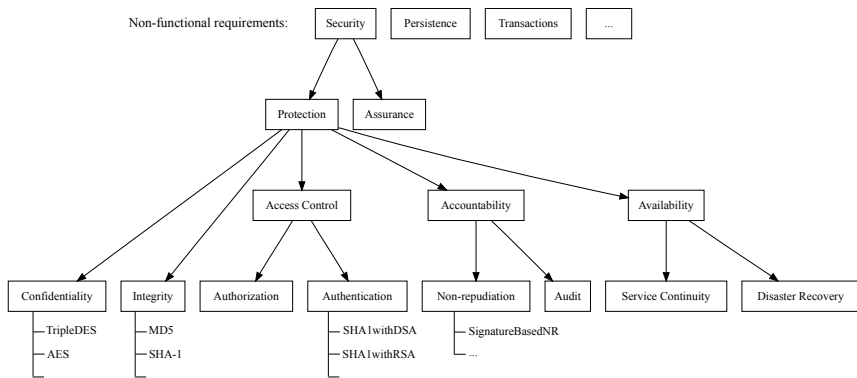 Non-functional requirements: Security Persistence Transactions ...
Protection Assurance
Access Control Accountability Availability
Confidentiality Integrity Authorization Authentication Non-repudiation Audit Service Continuity Disaster Recovery
TripleDES MD5 SHA1withDSA SignatureBasedNR
AES SHA-1 SHA1withRSA ...